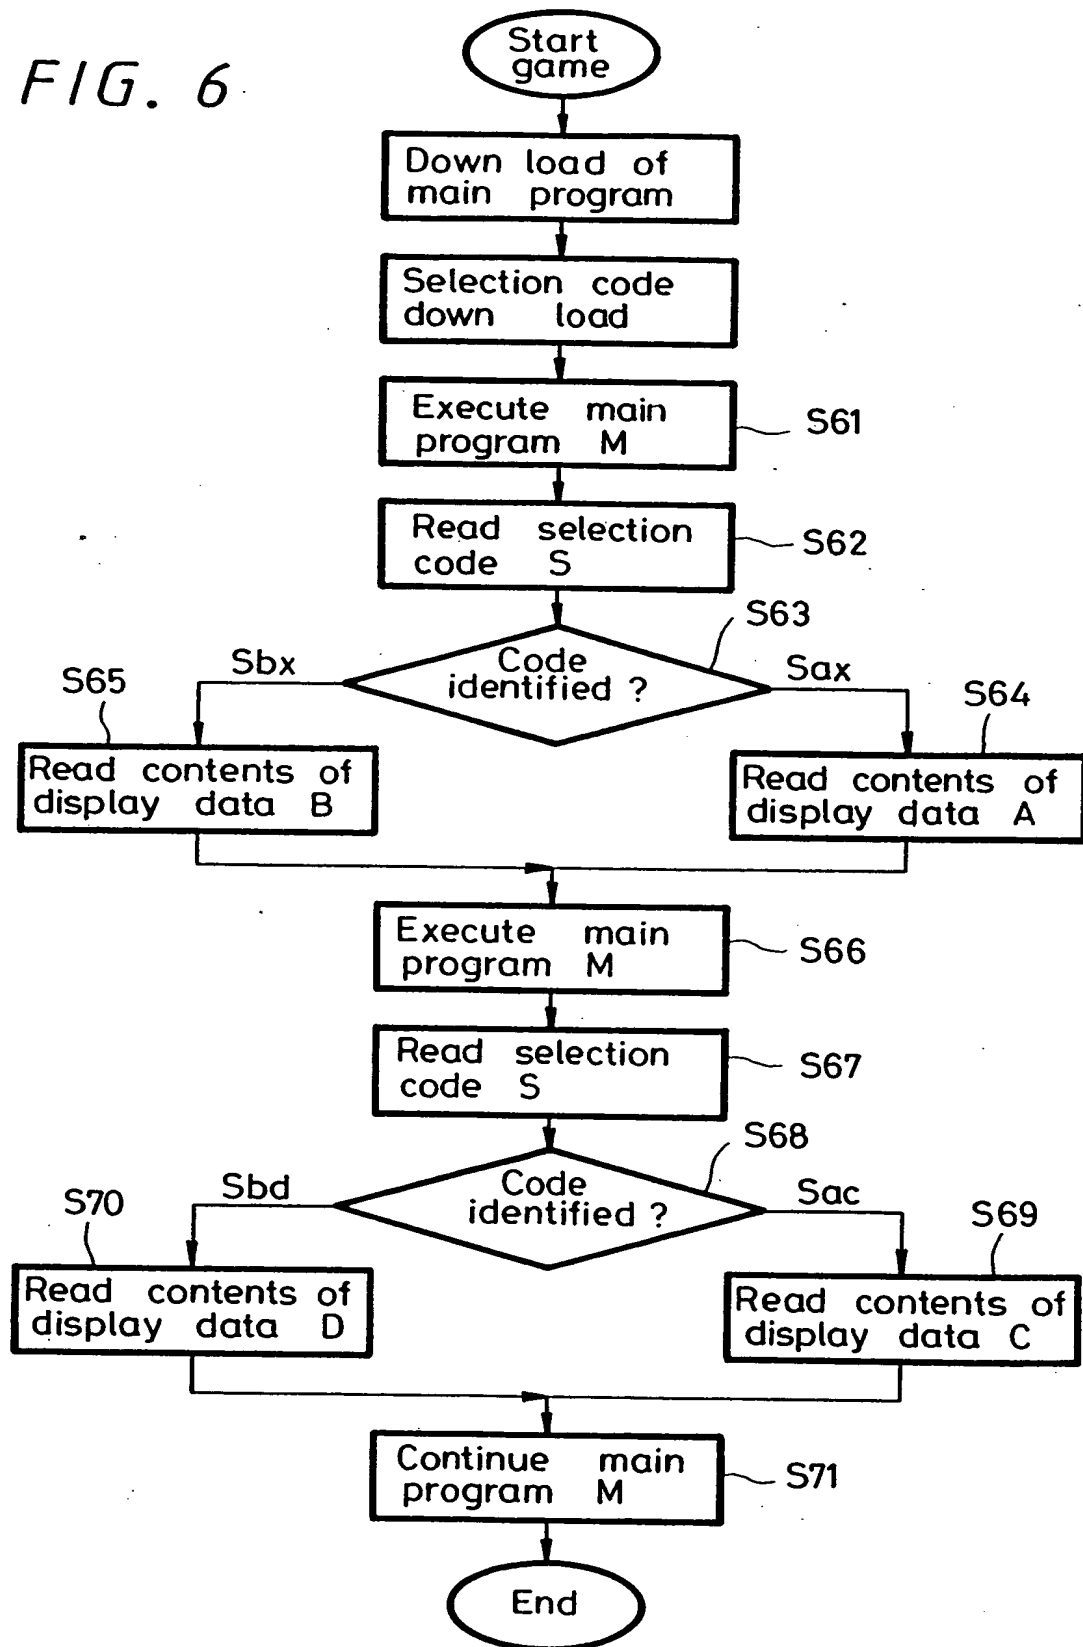 FIG. 6
Start
game
Down load of
main program
Selection code
down load
Execute main
program M
S61
Read selection
code S
S62
Code
identified ?
S63
Sbx
Sax
S65
S64
Read contents of
display data B
Read contents of
display data A
Execute main
program M
S66
Read selection
code S
S67
Code
identified ?
S68
Sbd
Sac
S70
S69
Read contents of
display data D
Read contents of
display data C
Continue main
program M
S71
End